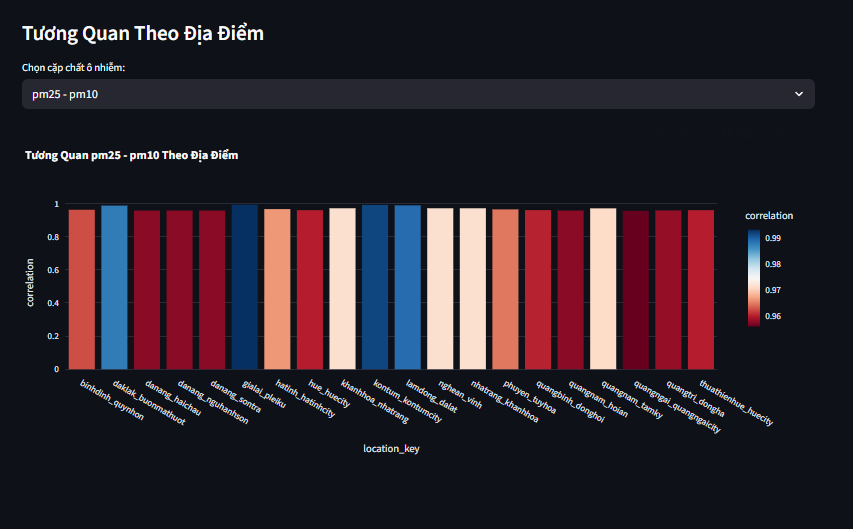 Tương Quan Theo Địa Điểm
Chọn cặp chất ô nhiễm:
pm25 - pm10
Tương Quan pm25 - pm10 Theo Địa Điểm
correlation
1
0.8
0.6
0.4
0.2
0
binhdinh_quynhon
daklak_buonmathuot
danang_haichau
danang_nguhanhson
danang_sontra
gialai_pleiku
hatinh_hatinhcity
hue_huecity
khanhhoa_nhatrang
kontum_kontumcity
lamdong_dalat
nghean_vinh
nhatrang_khanhhoa
phuyen_tuyhoa
quangbinh_donghoi
quangnam_hoian
quangnam_tamky
quangngai_quangngaicity
quangtri_dongha
thuathienhue_huecity
location_key
correlation
0.99
0.98
0.97
0.96